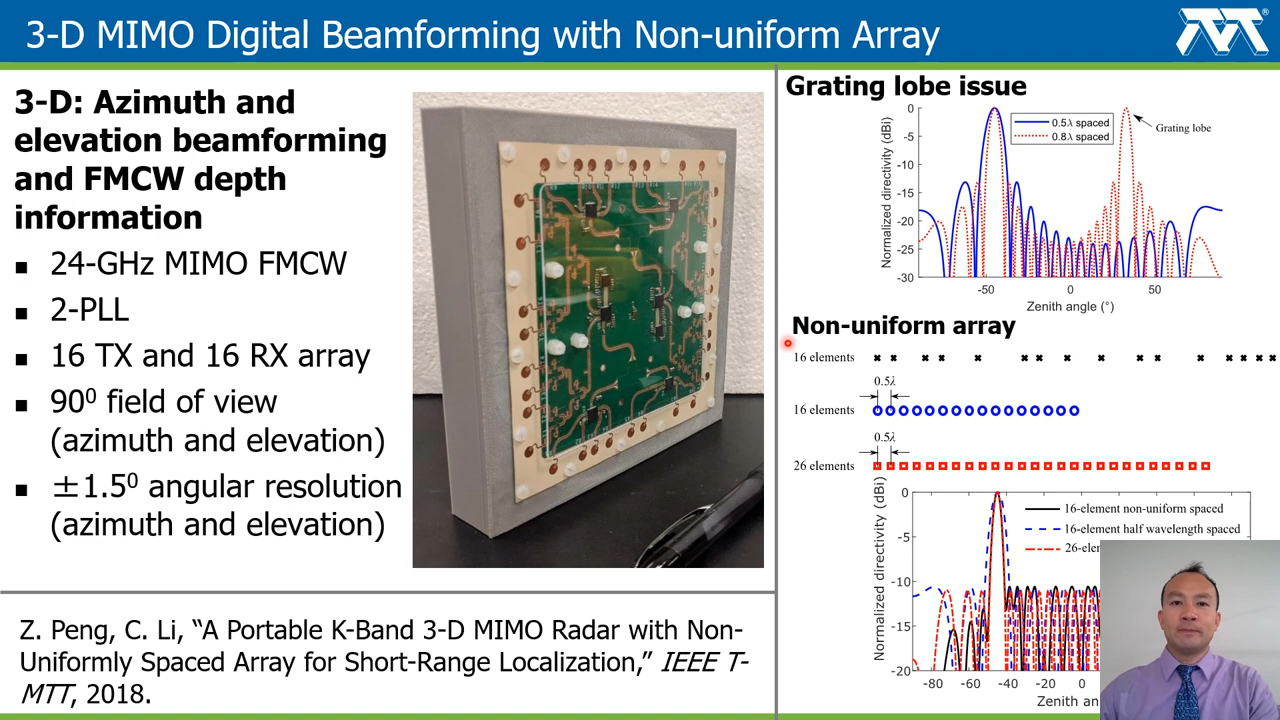 3-D MIMO Digital Beamforming with Non-uniform Array
3-D: Azimuth and
elevation beamforming
and FMCW depth
information
■ 24-GHz MIMO FMCW
■ 2-PLL
■ 16 TX and 16 RX array
■ 90⁰ field of view
(azimuth and elevation)
■ ±1.5⁰ angular resolution
(azimuth and elevation)
Z. Peng, C. Li, “A Portable K-Band 3-D MIMO Radar with Non-
Uniformly Spaced Array for Short-Range Localization,” IEEE T-
MTT, 2018.
Grating lobe issue
Normalized directivity (dBi)
0
-5
-10
-15
-20
-25
-30
0.5λ spaced
0.8λ spaced
Grating lobe
-50 0 50
Zenith angle (°)
Non-uniform array
16 elements
0.5λ
16 elements
0.5λ
26 elements
Normalized directivity (dBi)
0
-5
-10
-15
-20
16-element non-uniform spaced
16-element half wavelength spaced
26-elem
-80 -60 -40 -20 0
Zenith an